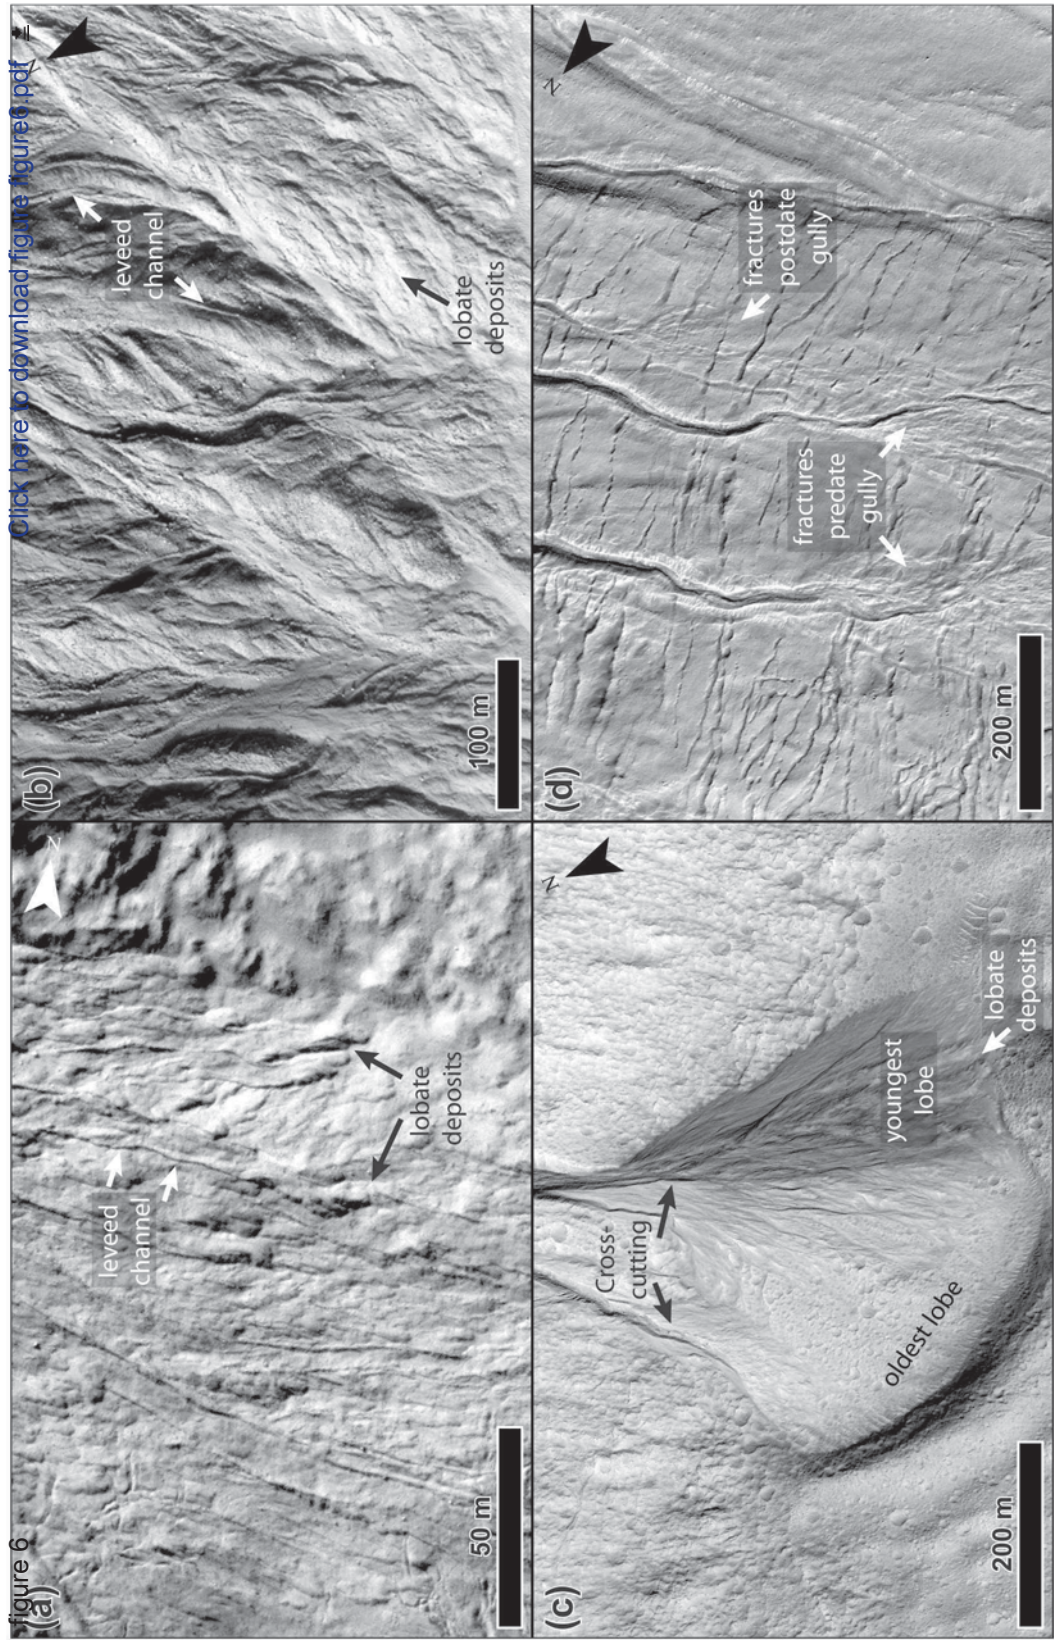 figure 6
Click here to download figure figure6.pdf
(a)
leveed
channel
lobate
deposits
50 m
N
(b)
leveed
channel
lobate
deposits
100 m
N
(c)
Cross-
cutting
youngest
lobe
oldest lobe
lobate
deposits
200 m
N
(d)
fractures
predate
gully
fractures
postdate
gully
200 m
N